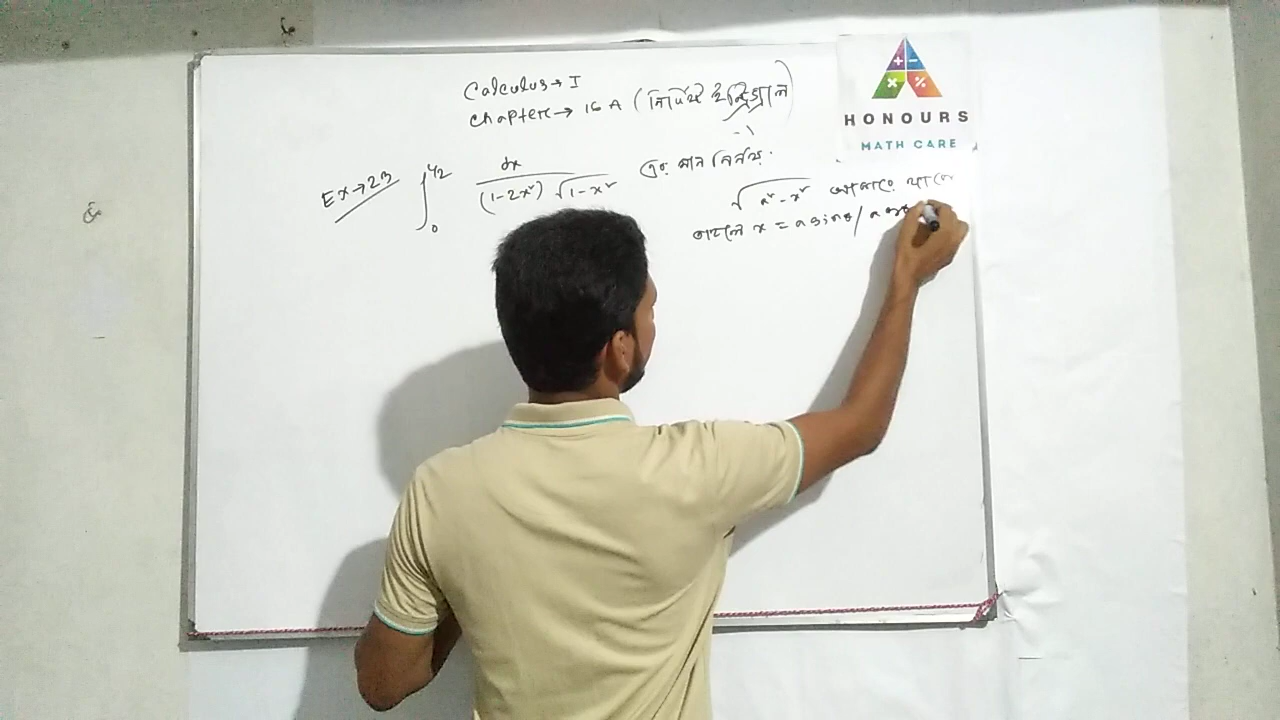 Calculus → I
Chapter → 16 A (নির্দিষ্ট ইন্টিগ্রাল)
Ex → 23 ∫₀^{1/2} dx / (1-2x²) √1-x² এর মান নির্ণয়.
√a²-x² আকারে থাকে
তাহলে x = a sinθ / a cosθ
HONOURS
MATH CARE